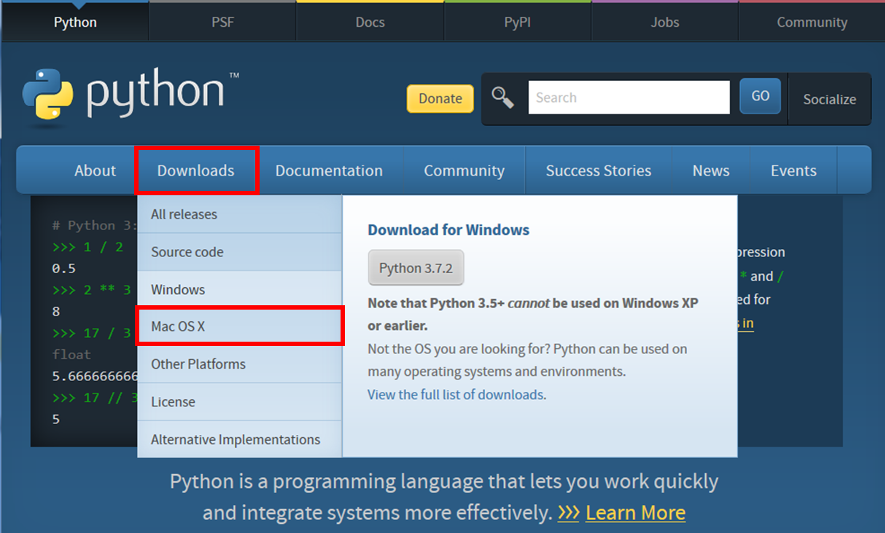 Python PSF Docs PyPI Jobs Community
python™
Donate Search GO Socialize
About Downloads Documentation Community Success Stories News Events
All releases
Source code
Windows
Mac OS X
Other Platforms
License
Alternative Implementations
Download for Windows
Python 3.7.2
Note that Python 3.5+ cannot be used on Windows XP
or earlier.
Not the OS you are looking for? Python can be used on
many operating systems and environments.
View the full list of downloads.
# Python 3:
>>> 1 / 2
0.5
>>> 2 ** 3
8
>>> 17 / 3
float
5.666666666
>>> 17 // 3
5
* and /
in
Python is a programming language that lets you work quickly
and integrate systems more effectively. >>> Learn More